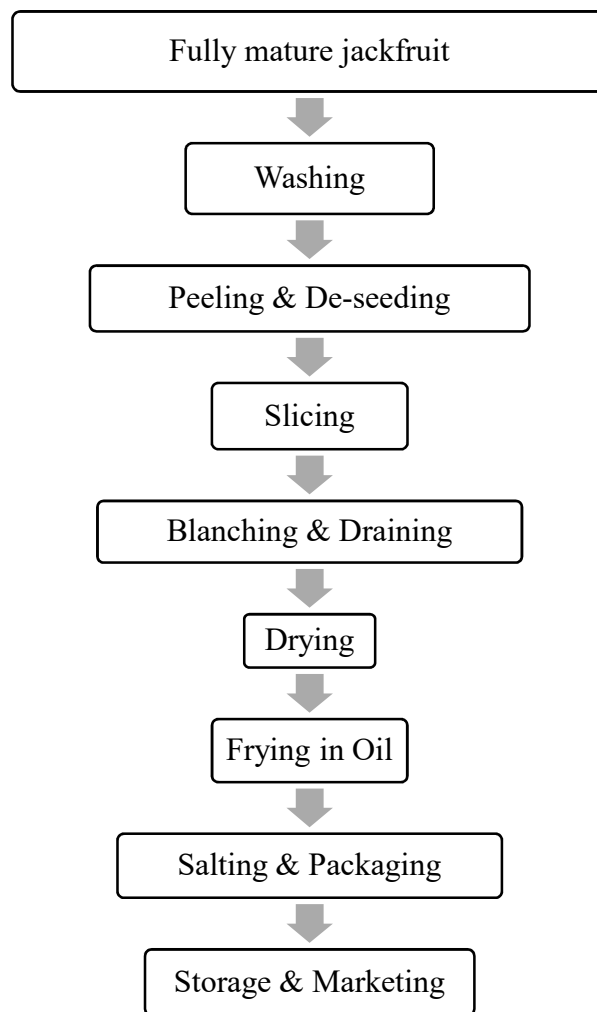 Fully mature jackfruit
Washing
Peeling & De-seeding
Slicing
Blanching & Draining
Drying
Frying in Oil
Salting & Packaging
Storage & Marketing